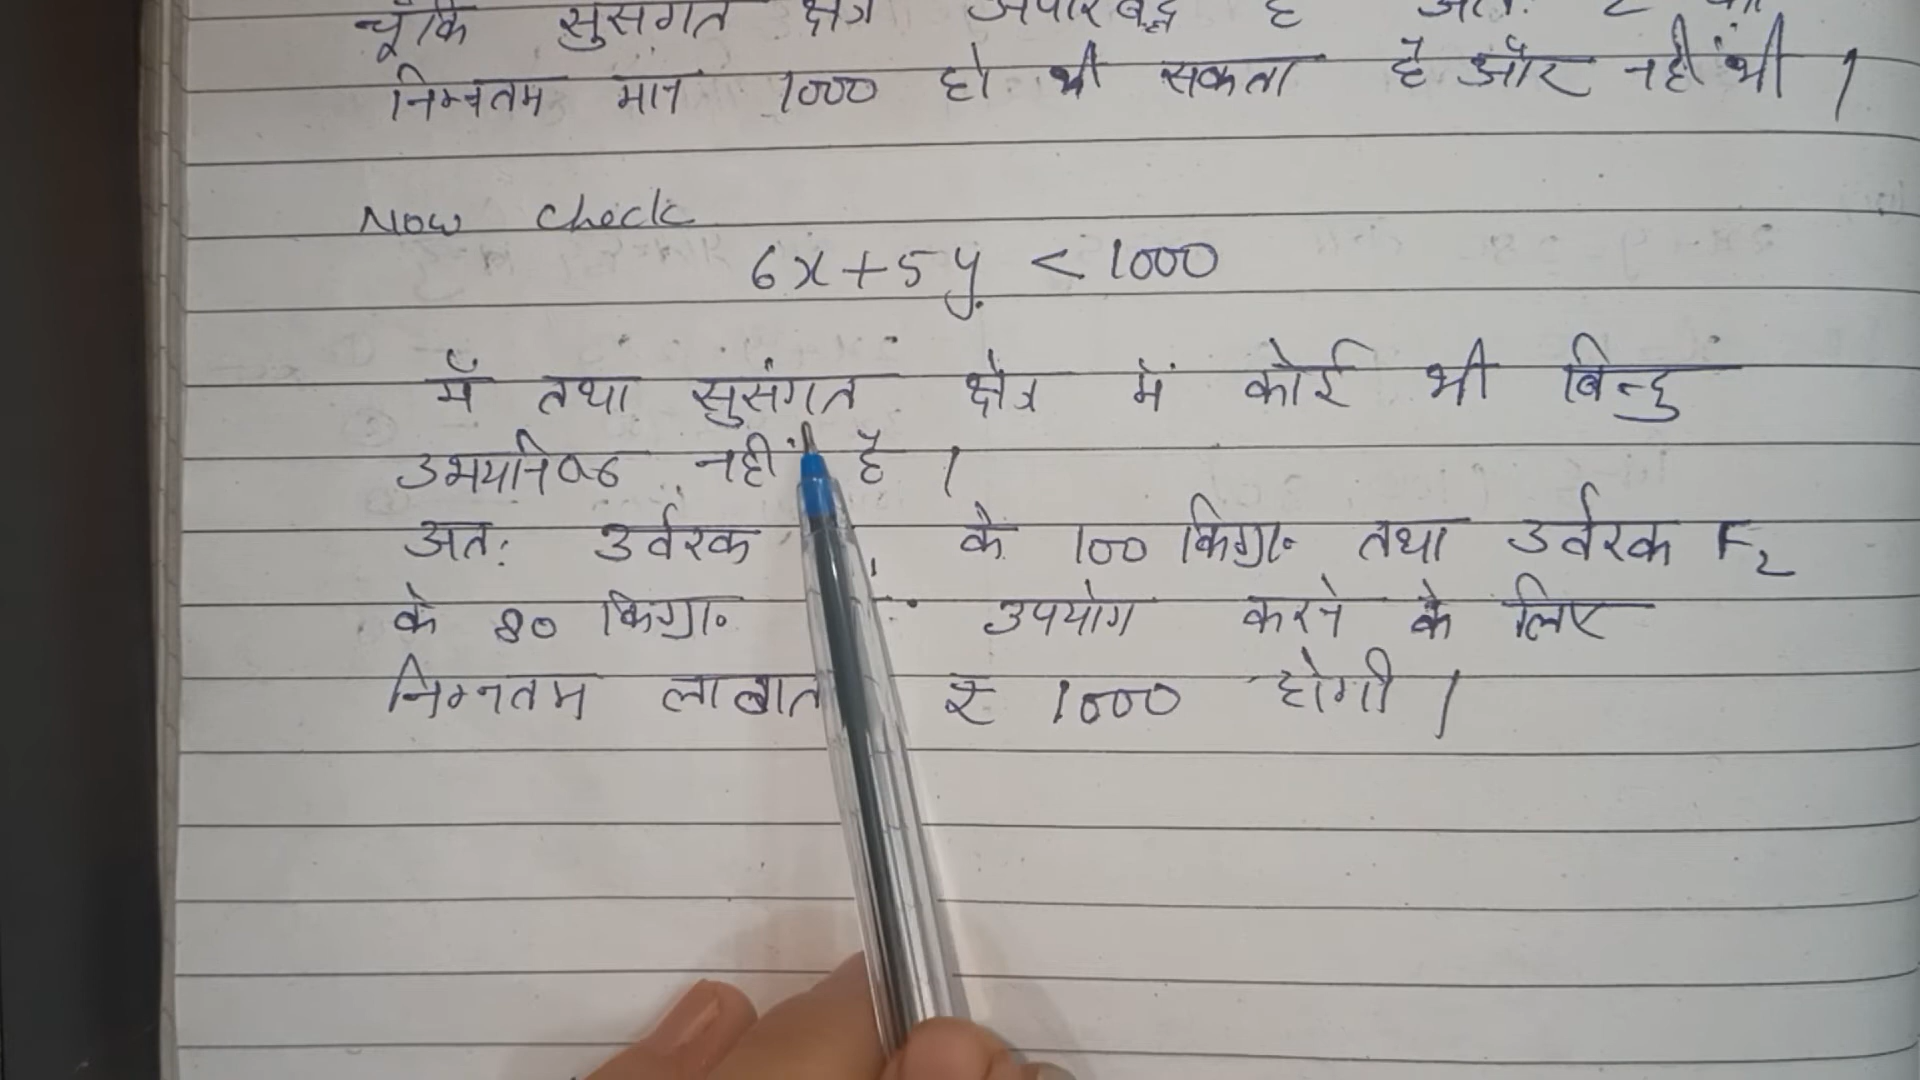 चूँकि सुसंगत क्षेत्र अपरिबद्ध है अतः Z का
निम्नतम मान 1000 हो भी सकता है और नहीं भी ।
Now check
6x+5y < 1000
में तथा सुसंगत क्षेत्र में कोई भी बिन्दु
उभयनिष्ठ नहीं है ।
अतः उर्वरक के 100 किग्रा० तथा उर्वरक F₂
के 80 किग्रा० उपयोग करने के लिए
निम्नतम लागत ₹ 1000 होगी ।